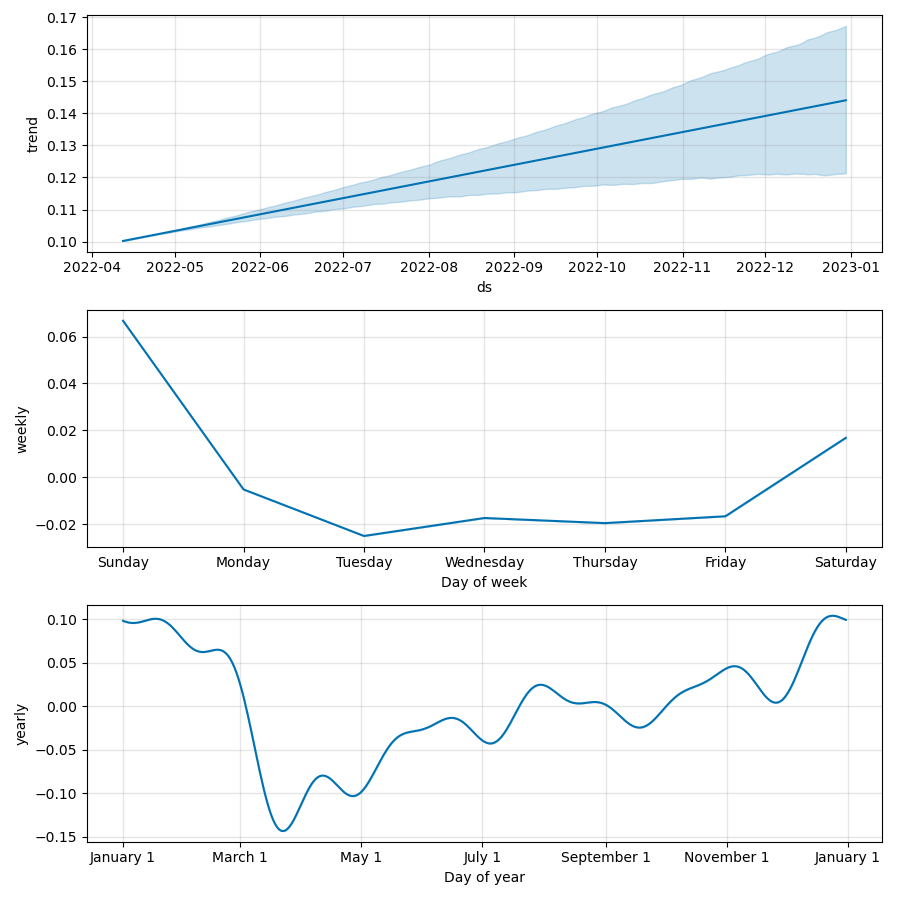 0.17
0.16
0.15
0.14
0.13
0.12
0.11
0.10
trend
2022-04 2022-05 2022-06 2022-07 2022-08 2022-09 2022-10 2022-11 2022-12 2023-01
ds
0.06
0.04
0.02
0.00
−0.02
weekly
Sunday Monday Tuesday Wednesday Thursday Friday Saturday
Day of week
0.10
0.05
0.00
−0.05
−0.10
−0.15
yearly
January 1 March 1 May 1 July 1 September 1 November 1 January 1
Day of year